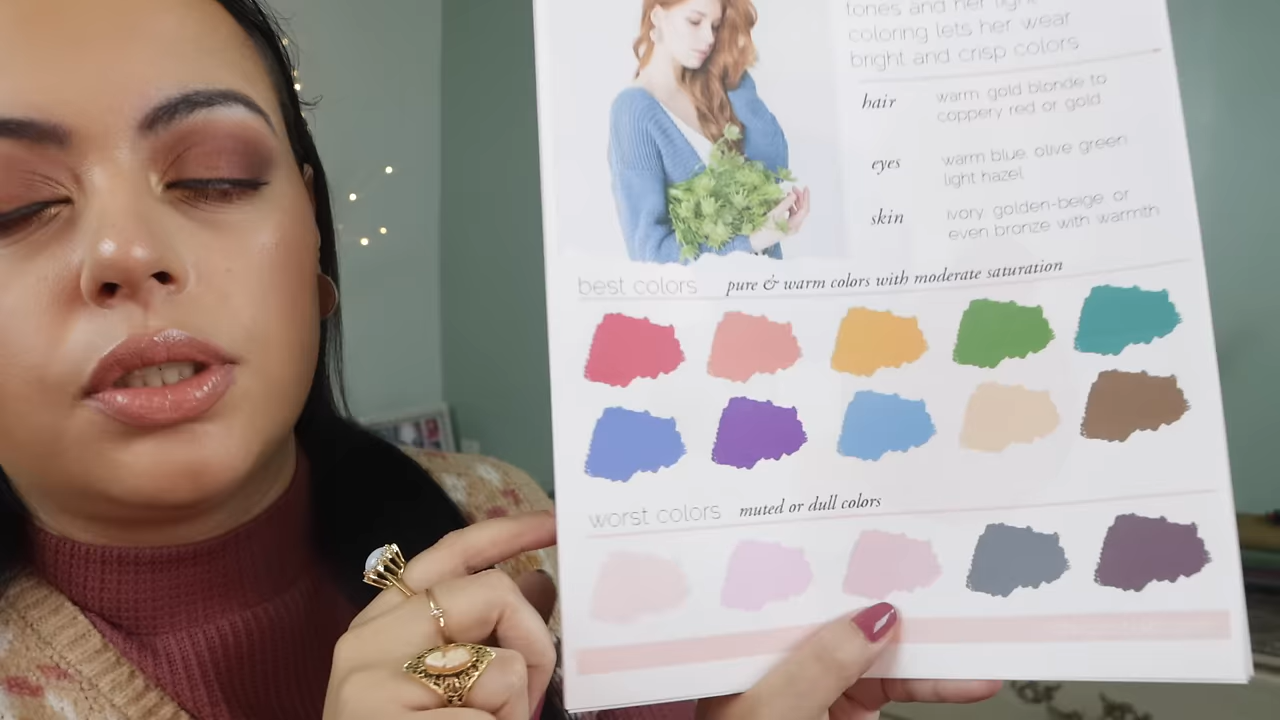 tones and her light
coloring lets her wear
bright and crisp colors
hair
warm gold blonde to
coppery red or gold
eyes
warm blue, olive green
light hazel
skin
ivory, golden-beige or
even bronze with warmth
best colors
pure & warm colors with moderate saturation
worst colors
muted or dull colors